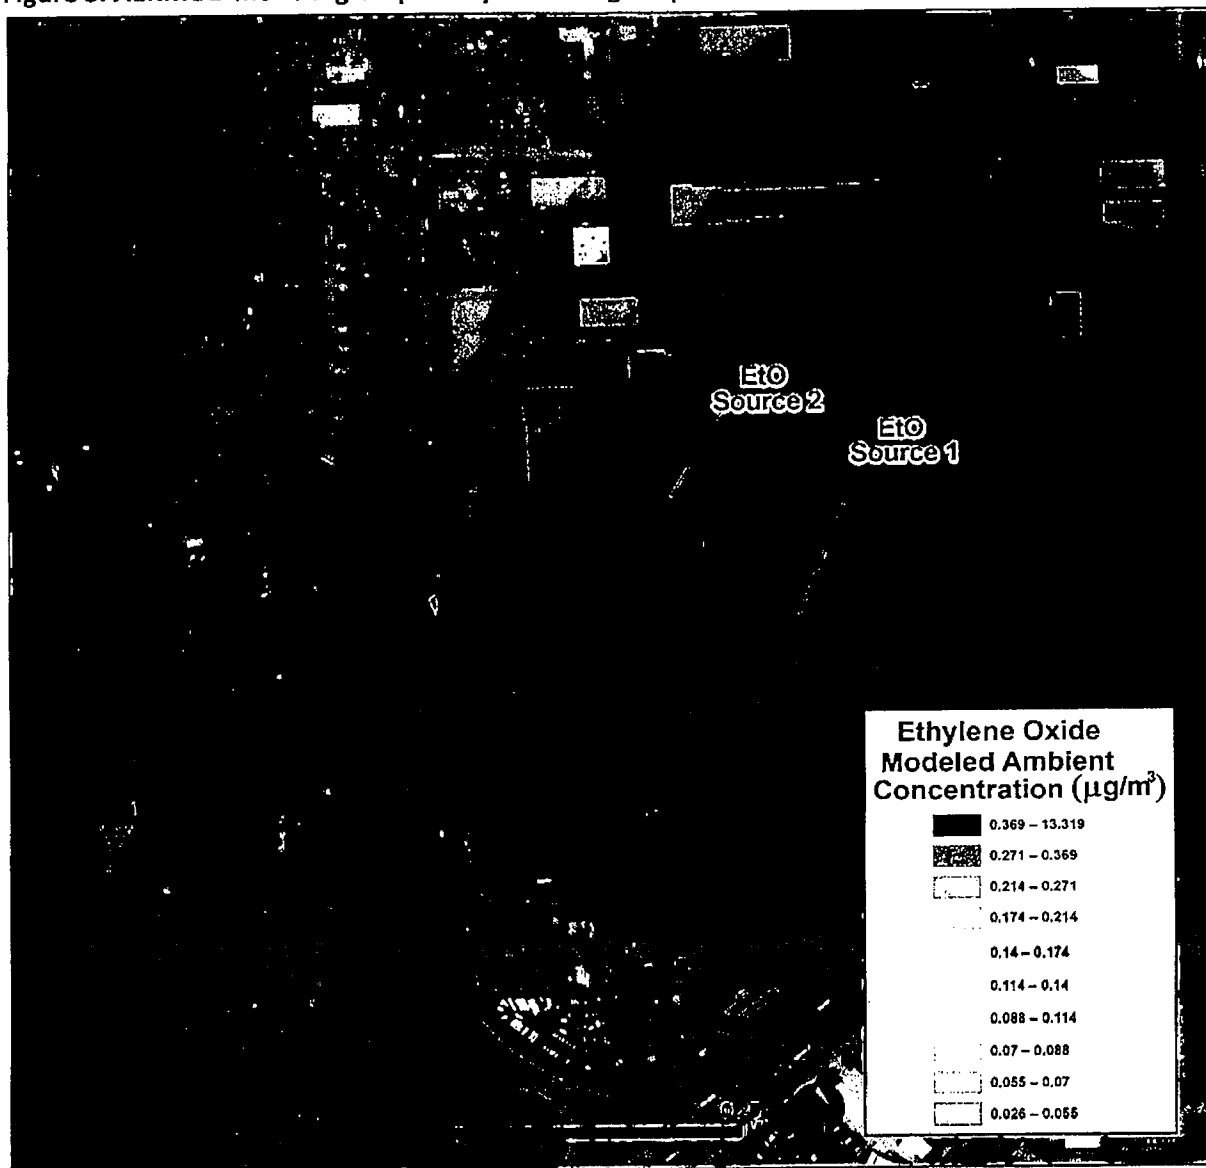 EtO
Source 2
EtO
Source 1
Ethylene Oxide
Modeled Ambient
Concentration (µg/m³)
0.369 – 13.319
0.271 – 0.369
0.214 – 0.271
0.174 – 0.214
0.14 – 0.174
0.114 – 0.14
0.088 – 0.114
0.07 – 0.088
0.055 – 0.07
0.026 – 0.055